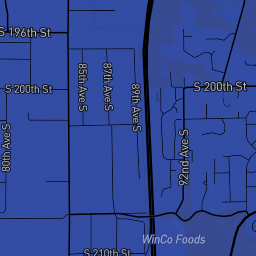 S 196th St
S 200th St
S 200th St
85th Ave S
87th Ave S
89th Ave S
80th Ave S
92nd Ave S
WinCo Foods
S 210th St